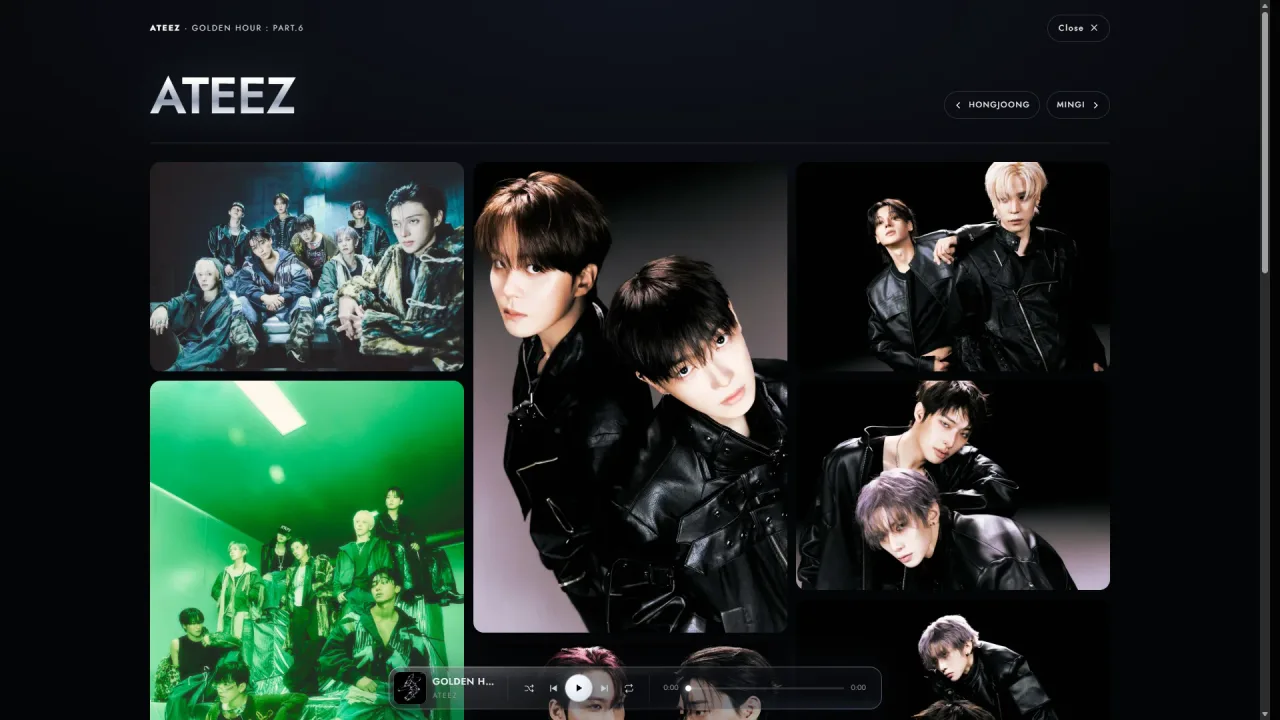 ATEEZ · GOLDEN HOUR : PART.6
Close ✕
ATEEZ
HONGJOONG
MINGI
GOLDEN H...
ATEEZ
0:00
0:00